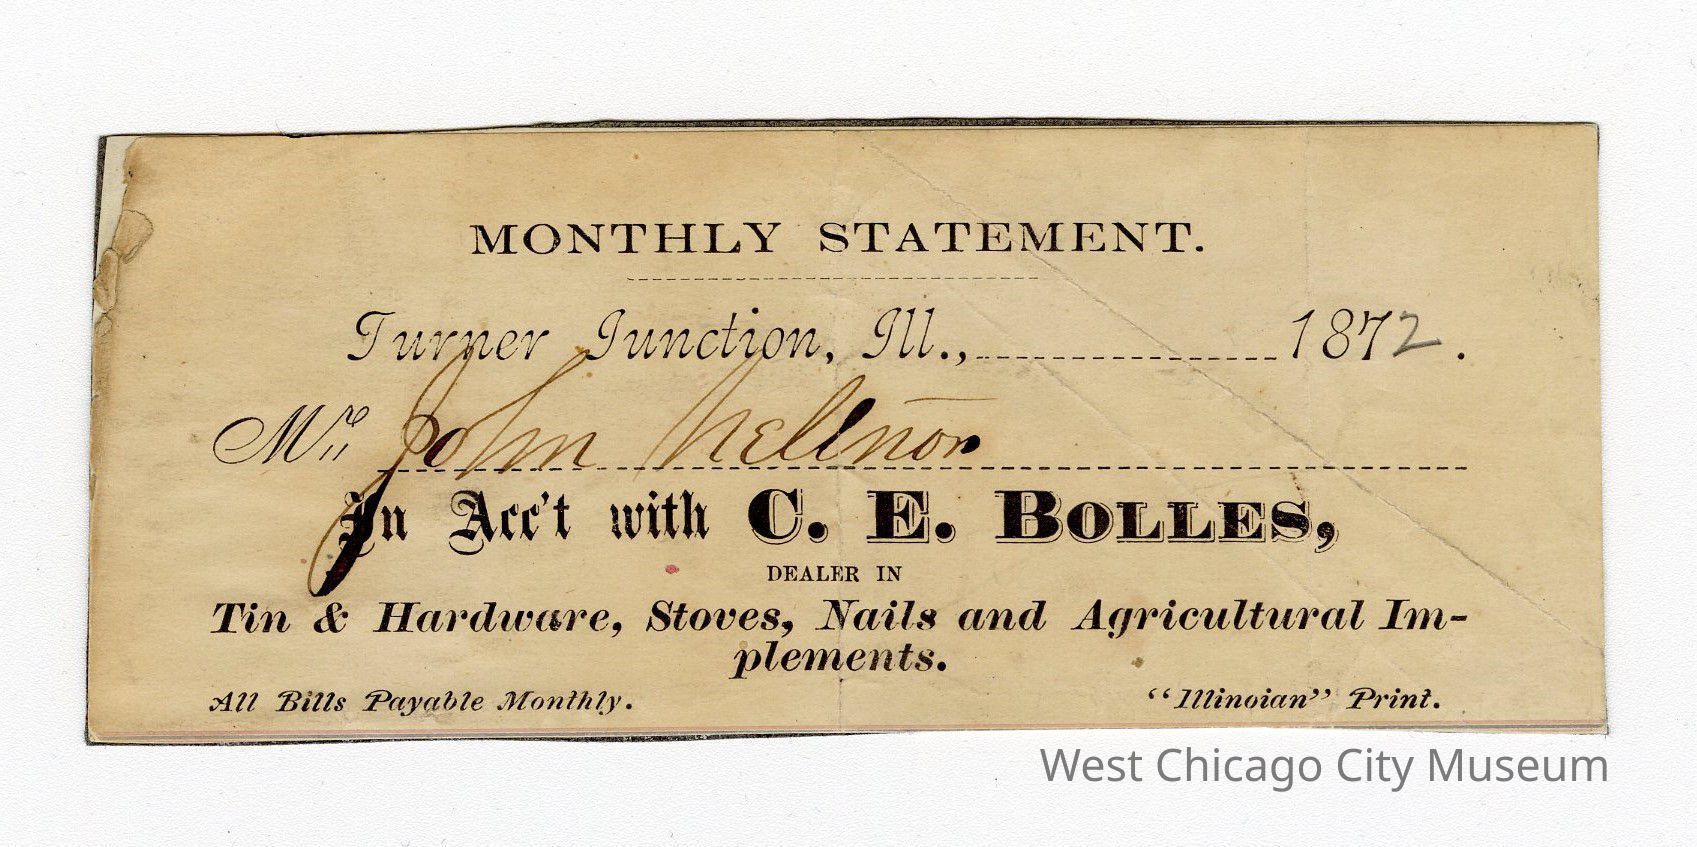 MONTHLY STATEMENT.
Turner Junction, Ill., 1872.
Mr. John Nellnor
In Acc't with C. E. BOLLES,
DEALER IN
Tin & Hardware, Stoves, Nails and Agricultural Im-
plements.
All Bills Payable Monthly. "Illinoian" Print.
West Chicago City Museum